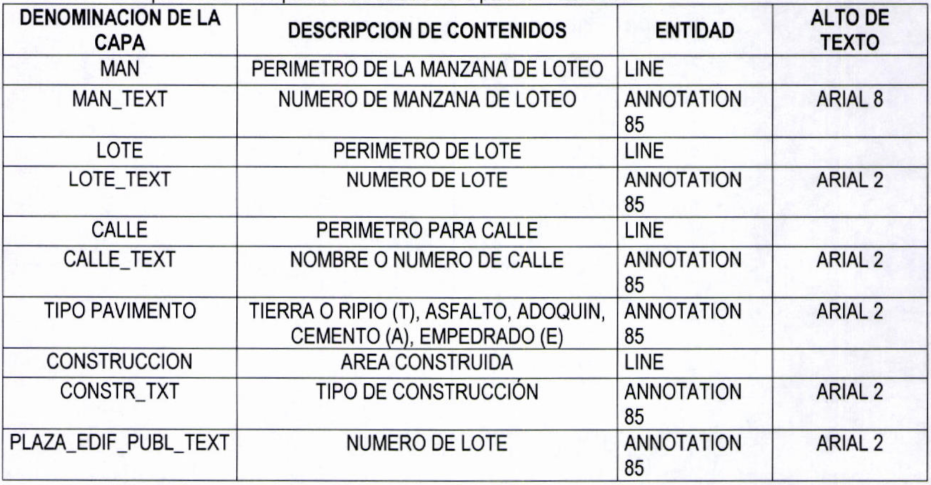 DENOMINACION DE LA CAPA DESCRIPCION DE CONTENIDOS ENTIDAD ALTO DE TEXTO
MAN PERIMETRO DE LA MANZANA DE LOTEO LINE
MAN_TEXT NUMERO DE MANZANA DE LOTEO ANNOTATION 85 ARIAL 8
LOTE PERIMETRO DE LOTE LINE
LOTE_TEXT NUMERO DE LOTE ANNOTATION 85 ARIAL 2
CALLE PERIMETRO PARA CALLE LINE
CALLE_TEXT NOMBRE O NUMERO DE CALLE ANNOTATION 85 ARIAL 2
TIPO PAVIMENTO TIERRA O RIPIO (T), ASFALTO, ADOQUIN, CEMENTO (A), EMPEDRADO (E) ANNOTATION 85 ARIAL 2
CONSTRUCCION AREA CONSTRUIDA LINE
CONSTR_TXT TIPO DE CONSTRUCCIÓN ANNOTATION 85 ARIAL 2
PLAZA_EDIF_PUBL_TEXT NUMERO DE LOTE ANNOTATION 85 ARIAL 2